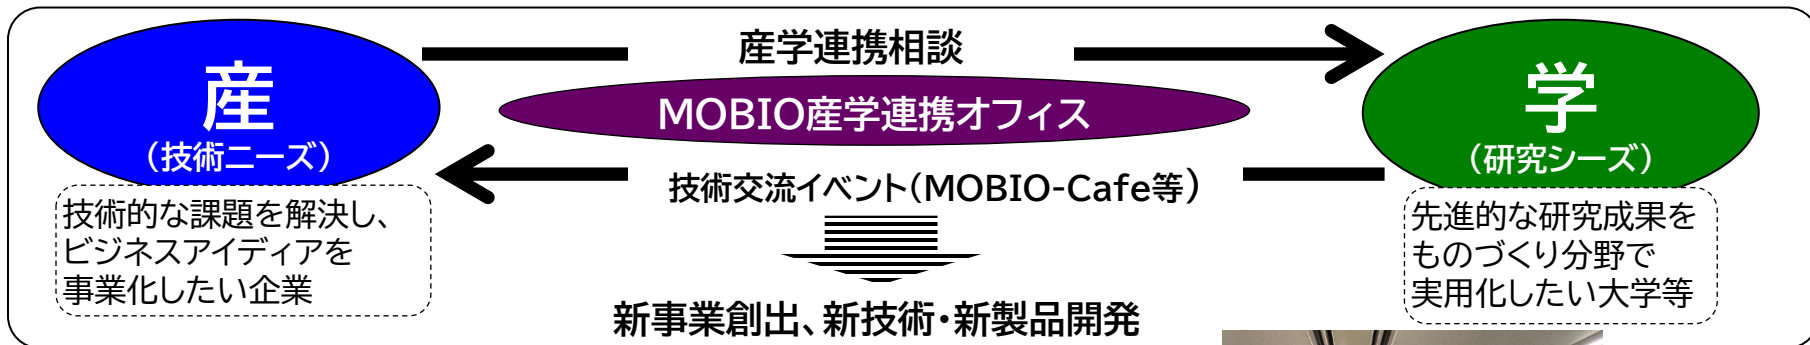 産
(技術ニーズ)
技術的な課題を解決し、
ビジネスアイディアを
事業化したい企業
産学連携相談
MOBIO産学連携オフィス
技術交流イベント(MOBIO-Cafe等)
新事業創出、新技術・新製品開発
学
(研究シーズ)
先進的な研究成果を
ものづくり分野で
実用化したい大学等